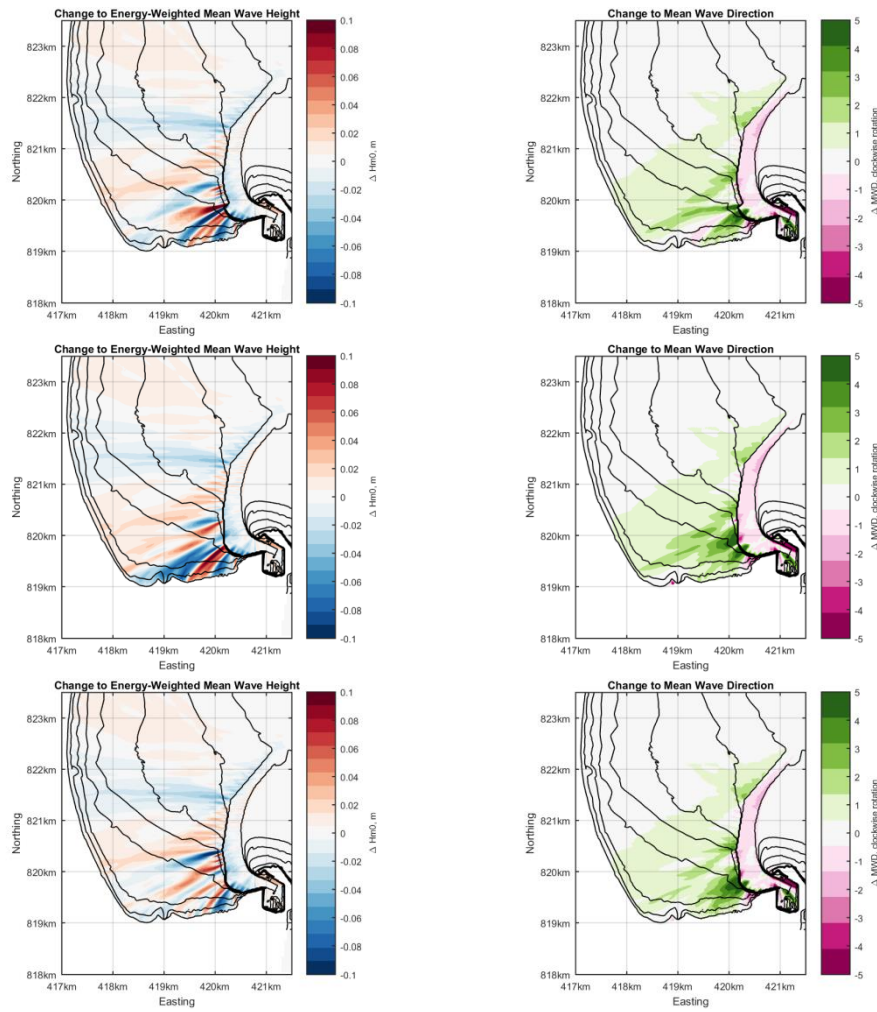 Change to Energy-Weighted Mean Wave Height
823km
822km
821km
820km
819km
818km
417km 418km 419km 420km 421km
Northing
Easting
0.1
0.08
0.06
0.04
0.02
0
-0.02
-0.04
-0.06
-0.08
-0.1
Δ Hm0, m
Change to Mean Wave Direction
823km
822km
821km
820km
819km
818km
417km 418km 419km 420km 421km
Northing
Easting
5
4
3
2
1
0
-1
-2
-3
-4
-5
Δ MWD, clockwise rotation
Change to Energy-Weighted Mean Wave Height
823km
822km
821km
820km
819km
818km
417km 418km 419km 420km 421km
Northing
Easting
0.1
0.08
0.06
0.04
0.02
0
-0.02
-0.04
-0.06
-0.08
-0.1
Δ Hm0, m
Change to Mean Wave Direction
823km
822km
821km
820km
819km
818km
417km 418km 419km 420km 421km
Northing
Easting
5
4
3
2
1
0
-1
-2
-3
-4
-5
Δ MWD, clockwise rotation
Change to Energy-Weighted Mean Wave Height
823km
822km
821km
820km
819km
818km
417km 418km 419km 420km 421km
Northing
Easting
0.1
0.08
0.06
0.04
0.02
0
-0.02
-0.04
-0.06
-0.08
-0.1
Δ Hm0, m
Change to Mean Wave Direction
823km
822km
821km
820km
819km
818km
417km 418km 419km 420km 421km
Northing
Easting
5
4
3
2
1
0
-1
-2
-3
-4
-5
Δ MWD, clockwise rotation